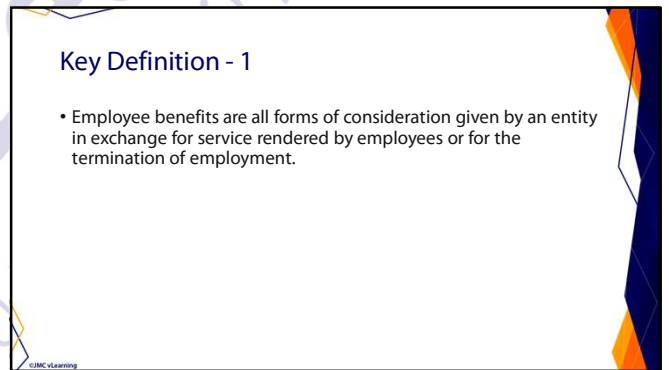 Key Definition - 1
• Employee benefits are all forms of consideration given by an entity
in exchange for service rendered by employees or for the
termination of employment.
©JMC vLearning